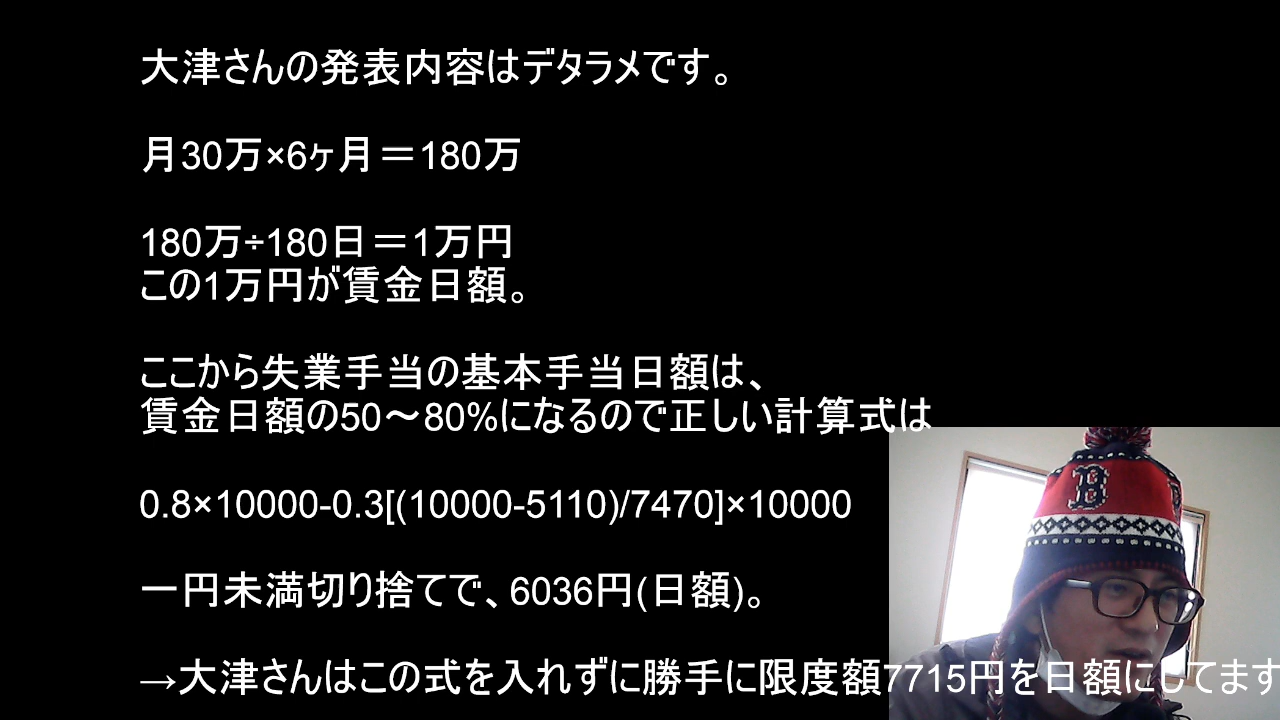 大津さんの発表内容はデタラメです。
月30万×6ヶ月＝180万
180万÷180日＝1万円
この1万円が賃金日額。
ここから失業手当の基本手当日額は、
賃金日額の50～80%になるので正しい計算式は
0.8×10000-0.3[(10000-5110)/7470]×10000
一円未満切り捨てで、6036円(日額)。
→大津さんはこの式を入れずに勝手に限度額7715円を日額にしてます
B